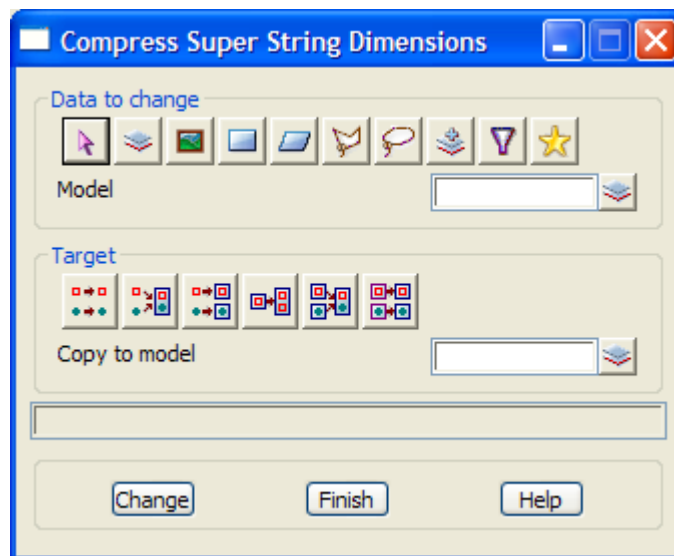 Compress Super String Dimensions
Data to change
Model
Target
Copy to model
Change Finish Help